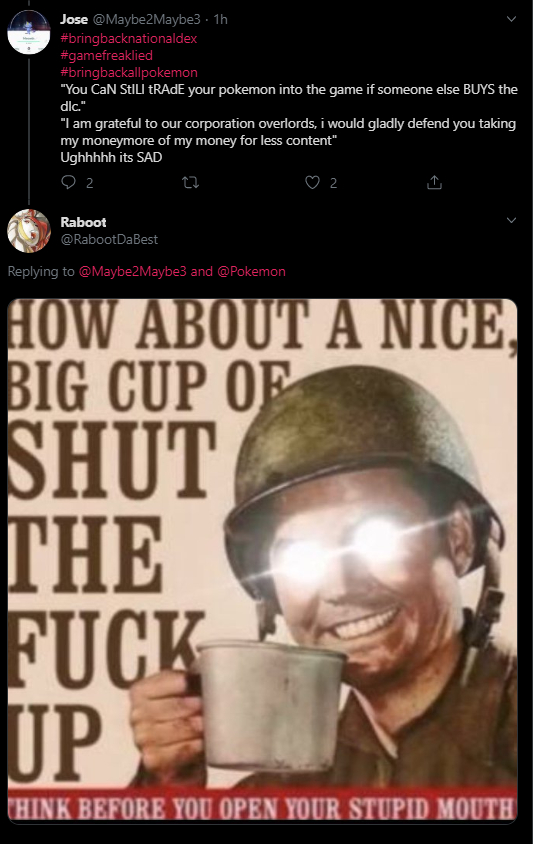 Jose @Maybe2Maybe3 · 1h
#bringbacknationaldex
#gamefreaklied
#bringbackallpokemon
"You CaN StILl tRAdE your pokemon into the game if someone else BUYS the
dlc."
"I am grateful to our corporation overlords, i would gladly defend you taking
my moneymore of my money for less content"
Ughhhhh its SAD
2 2
Raboot
@RabootDaBest
Replying to @Maybe2Maybe3 and @Pokemon
HOW ABOUT A NICE,
BIG CUP OF
SHUT
THE
FUCK
UP
THINK BEFORE YOU OPEN YOUR STUPID MOUTH